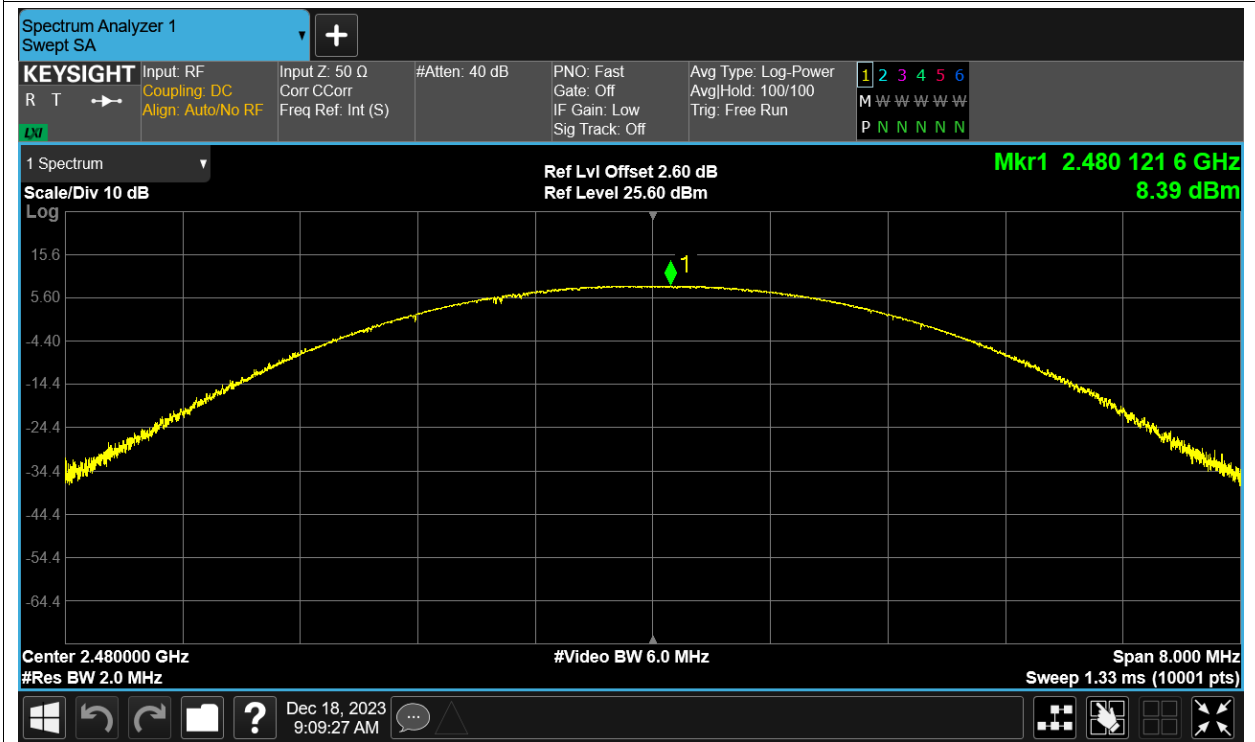 Spectrum Analyzer 1
Swept SA
+
KEYSIGHT
R T
LXI
Input: RF
Coupling: DC
Align: Auto/No RF
Input Z: 50 Ω
Corr CCorr
Freq Ref: Int (S)
#Atten: 40 dB
PNO: Fast
Gate: Off
IF Gain: Low
Sig Track: Off
Avg Type: Log-Power
Avg|Hold: 100/100
Trig: Free Run
1 2 3 4 5 6
M W W W W W
P N N N N N
1 Spectrum
Scale/Div 10 dB
Log
Ref Lvl Offset 2.60 dB
Ref Level 25.60 dBm
Mkr1 2.480 121 6 GHz
8.39 dBm
1
15.6
5.60
-4.40
-14.4
-24.4
-34.4
-44.4
-54.4
-64.4
Center 2.480000 GHz
#Res BW 2.0 MHz
#Video BW 6.0 MHz
Span 8.000 MHz
Sweep 1.33 ms (10001 pts)
?
Dec 18, 2023
9:09:27 AM